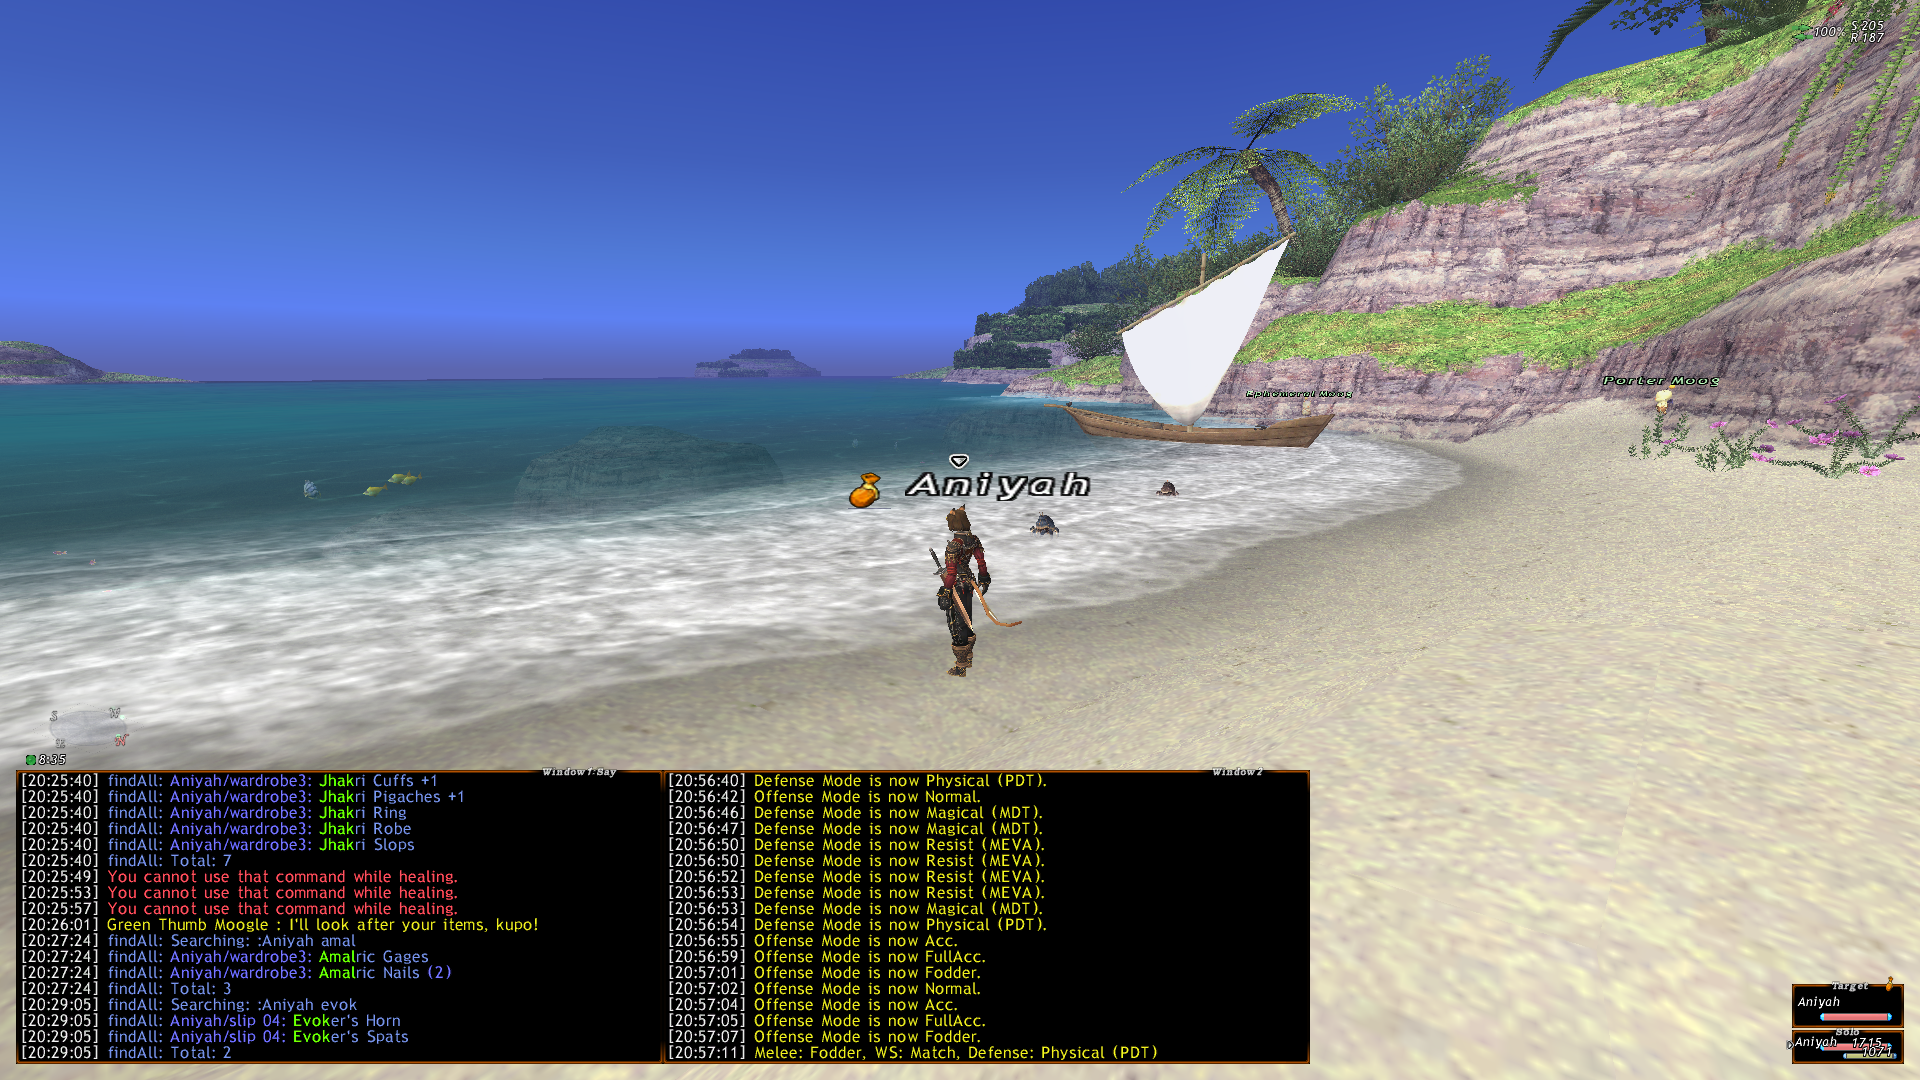 100% S 205
R 187
Porter Moog
Ephemeral Moog
Aniyah
S W
N
8:35
Window1:Say
[20:25:40] findAll: Aniyah/wardrobe3: Jhakri Cuffs +1
[20:25:40] findAll: Aniyah/wardrobe3: Jhakri Pigaches +1
[20:25:40] findAll: Aniyah/wardrobe3: Jhakri Ring
[20:25:40] findAll: Aniyah/wardrobe3: Jhakri Robe
[20:25:40] findAll: Aniyah/wardrobe3: Jhakri Slops
[20:25:40] findAll: Total: 7
[20:25:49] You cannot use that command while healing.
[20:25:53] You cannot use that command while healing.
[20:25:57] You cannot use that command while healing.
[20:26:01] Green Thumb Moogle : I'll look after your items, kupo!
[20:27:24] findAll: Searching: :Aniyah amal
[20:27:24] findAll: Aniyah/wardrobe3: Amalric Gages
[20:27:24] findAll: Aniyah/wardrobe3: Amalric Nails (2)
[20:27:24] findAll: Total: 3
[20:29:05] findAll: Searching: :Aniyah evok
[20:29:05] findAll: Aniyah/slip 04: Evoker's Horn
[20:29:05] findAll: Aniyah/slip 04: Evoker's Spats
[20:29:05] findAll: Total: 2
Window2
[20:56:40] Defense Mode is now Physical (PDT).
[20:56:42] Offense Mode is now Normal.
[20:56:46] Defense Mode is now Magical (MDT).
[20:56:47] Defense Mode is now Magical (MDT).
[20:56:50] Defense Mode is now Resist (MEVA).
[20:56:50] Defense Mode is now Resist (MEVA).
[20:56:52] Defense Mode is now Resist (MEVA).
[20:56:53] Defense Mode is now Resist (MEVA).
[20:56:53] Defense Mode is now Magical (MDT).
[20:56:54] Defense Mode is now Physical (PDT).
[20:56:55] Offense Mode is now Acc.
[20:56:59] Offense Mode is now FullAcc.
[20:57:01] Offense Mode is now Fodder.
[20:57:02] Offense Mode is now Normal.
[20:57:04] Offense Mode is now Acc.
[20:57:05] Offense Mode is now FullAcc.
[20:57:07] Offense Mode is now Fodder.
[20:57:11] Melee: Fodder, WS: Match, Defense: Physical (PDT)
Target
Aniyah
Solo
Aniyah 1715
1071